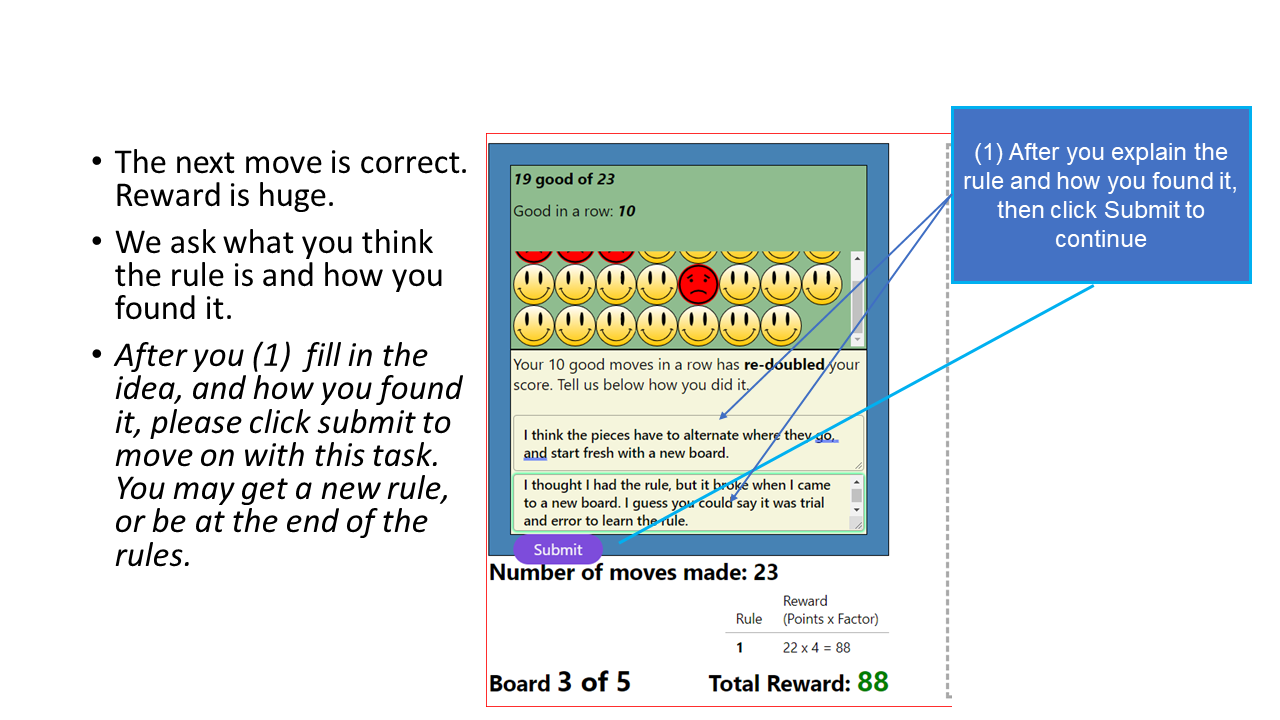 • The next move is correct.
Reward is huge.
• We ask what you think
the rule is and how you
found it.
• After you (1)  fill in the
idea, and how you found
it, please click submit to
move on with this task.
You may get a new rule,
or be at the end of the
rules.
19 good of 23
Good in a row: 10
Your 10 good moves in a row has re-doubled your
score. Tell us below how you did it.
I think the pieces have to alternate where they go,
and start fresh with a new board.
I thought I had the rule, but it broke when I came
to a new board. I guess you could say it was trial
and error to learn the rule.
Submit
Number of moves made: 23
Reward
Rule (Points x Factor)
1 22 x 4 = 88
Board 3 of 5 Total Reward: 88
(1) After you explain the
rule and how you found it,
then click Submit to
continue